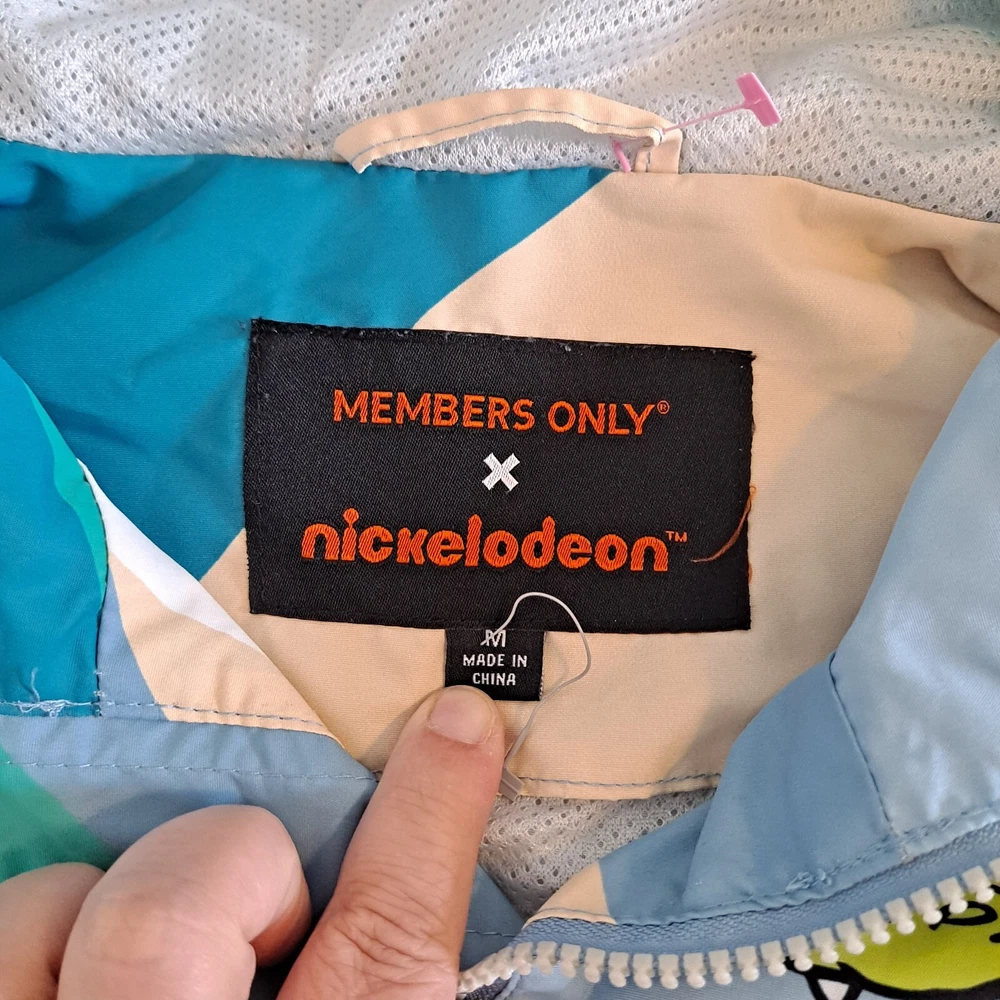 MEMBERS ONLY®
X
nickelodeon™
M
MADE IN
CHINA